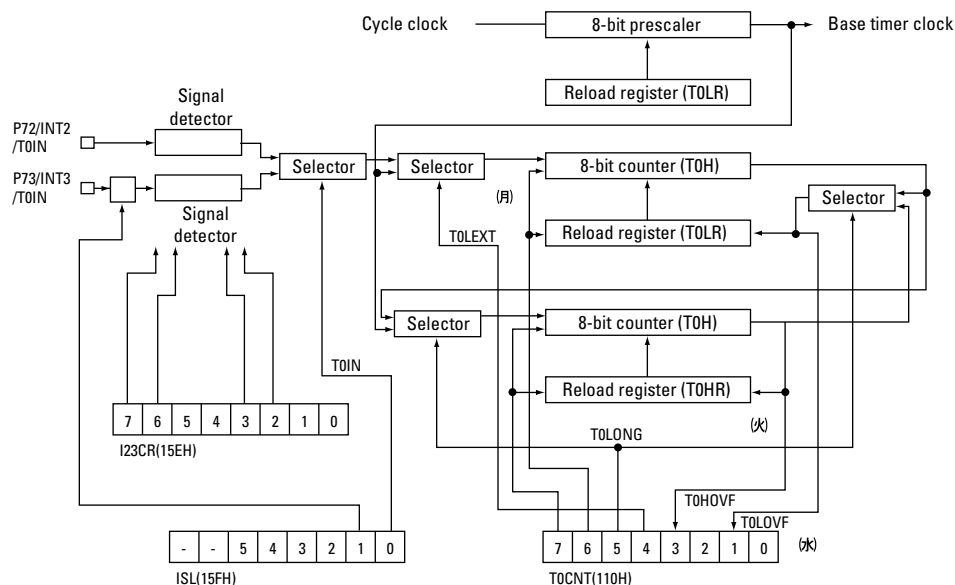 Cycle clock
8-bit prescaler
Base timer clock
Reload register (T0LR)
Signal
detector
P72/INT2
/T0IN
P73/INT3
/T0IN
Selector
Selector
8-bit counter (T0H)
Selector
㈪
Signal
detector
T0LEXT
Reload register (T0LR)
Selector
8-bit counter (T0H)
T0IN
Reload register (T0HR)
7 6 5 4 3 2 1 0
I23CR(15EH)
T0LONG
㈫
T0HOVF
T0LOVF
- - 5 4 3 2 1 0
ISL(15FH)
7 6 5 4 3 2 1 0
㈬
T0CNT(110H)